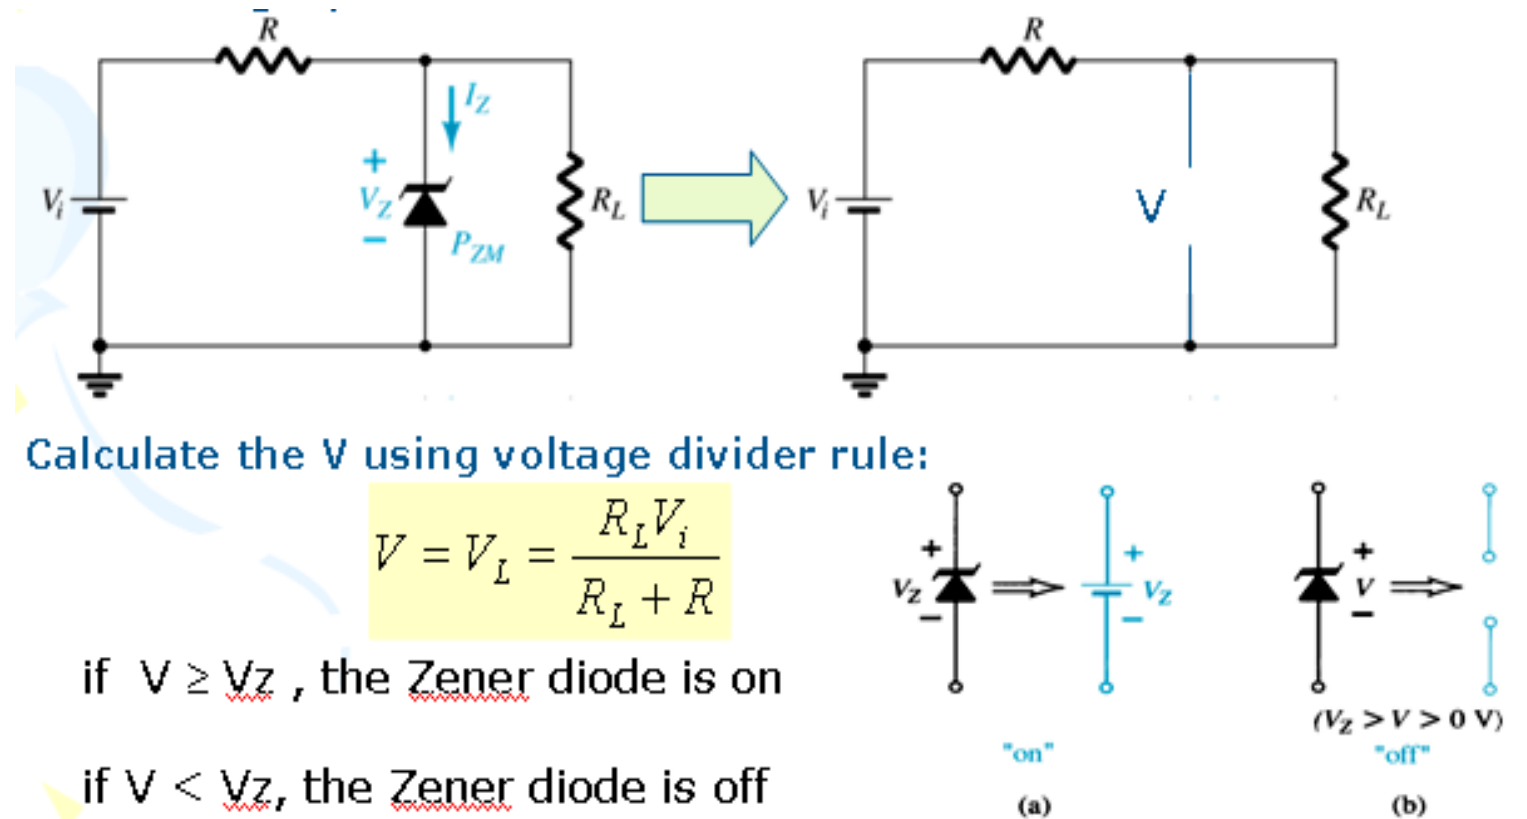 R
I_Z
+
V_i
V_Z
−
P_ZM
R_L
R
V_i
V
R_L
Calculate the V using voltage divider rule:
V = V_L = R_L V_i / (R_L + R)
if V ≥ Vz , the Zener diode is on
if V < Vz, the Zener diode is off
+
V_Z
−
+
V_Z
−
"on"
(a)
+
V
−
(V_Z > V > 0 V)
"off"
(b)